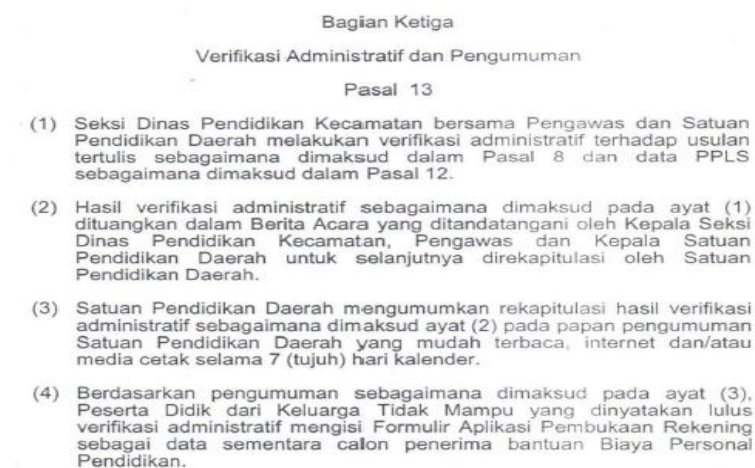 Bagian Ketiga
Verifikasi Administratif dan Pengumuman
Pasal 13
(1) Seksi Dinas Pendidikan Kecamatan bersama Pengawas dan Satuan
Pendidikan Daerah melakukan verifikasi administratif terhadap usulan
tertulis sebagaimana dimaksud dalam Pasal 8 dan data PPLS
sebagaimana dimaksud dalam Pasal 12.
(2) Hasil verifikasi administratif sebagaimana dimaksud pada ayat (1)
dituangkan dalam Berita Acara yang ditandatangani oleh Kepala Seksi
Dinas Pendidikan Kecamatan, Pengawas dan Kepala Satuan
Pendidikan Daerah untuk selanjutnya direkapitulasi oleh Satuan
Pendidikan Daerah.
(3) Satuan Pendidikan Daerah mengumumkan rekapitulasi hasil verifikasi
administratif sebagaimana dimaksud ayat (2) pada papan pengumuman
Satuan Pendidikan Daerah yang mudah terbaca, internet dan/atau
media cetak selama 7 (tujuh) hari kalender.
(4) Berdasarkan pengumuman sebagaimana dimaksud pada ayat (3),
Peserta Didik dari Keluarga Tidak Mampu yang dinyatakan lulus
verifikasi administratif mengisi Formulir Aplikasi Pembukaan Rekening
sebagai data sementara calon penerima bantuan Biaya Personal
Pendidikan.